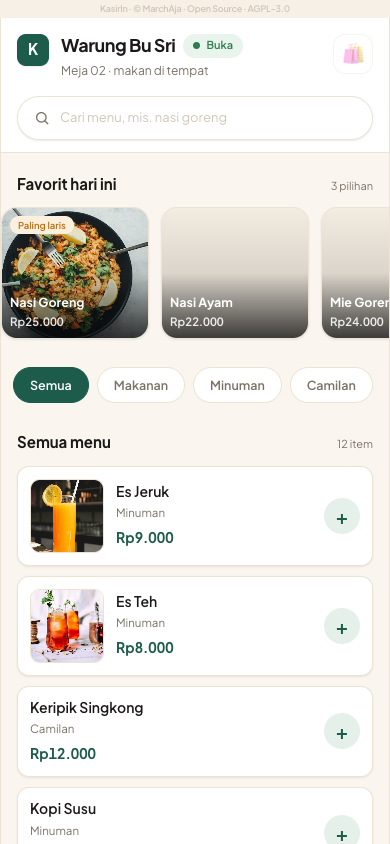 KasirIn · © MarchAja · Open Source · AGPL-3.0
K
Warung Bu Sri
Buka
Meja 02 · makan di tempat
Cari menu, mis. nasi goreng
Favorit hari ini
3 pilihan
Paling laris
Nasi Goreng
Rp25.000
Nasi Ayam
Rp22.000
Mie Gorer
Rp24.000
Semua
Makanan
Minuman
Camilan
Semua menu
12 item
Es Jeruk
Minuman
Rp9.000
+
Es Teh
Minuman
Rp8.000
+
Keripik Singkong
Camilan
Rp12.000
+
Kopi Susu
Minuman
+